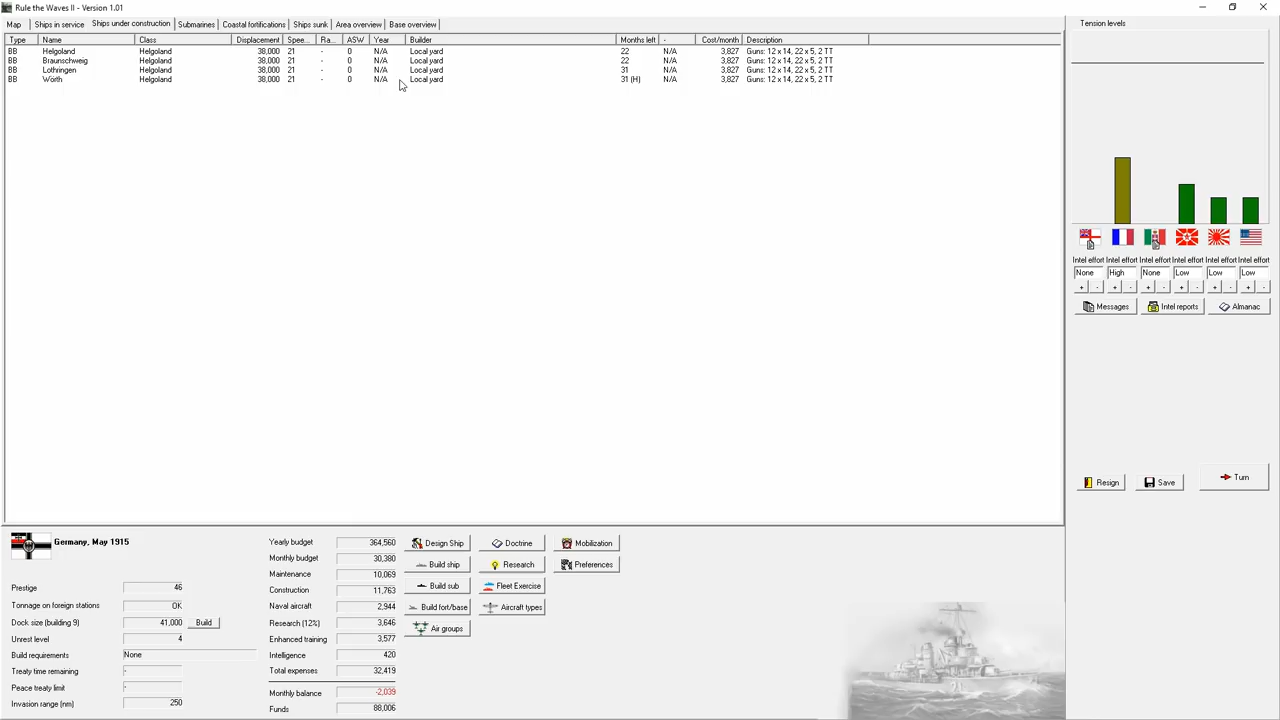 Rule the Waves II - Version 1.01
Map Ships in service Ships under construction Submarines Coastal fortifications Ships sunk Area overview Base overview
Type Name Class Displacement Spee... Ra... ASW Year Builder Months left - Cost/month Description
BB Helgoland Helgoland 38,000 21 - 0 N/A Local yard 22 N/A 3,827 Guns: 12 x 14, 22 x 5, 2 TT
BB Braunschweig Helgoland 38,000 21 - 0 N/A Local yard 22 N/A 3,827 Guns: 12 x 14, 22 x 5, 2 TT
BB Lothringen Helgoland 38,000 21 - 0 N/A Local yard 31 N/A 3,827 Guns: 12 x 14, 22 x 5, 2 TT
BB Wörth Helgoland 38,000 21 - 0 N/A Local yard 31 (H) N/A 3,827 Guns: 12 x 14, 22 x 5, 2 TT
Tension levels
Intel effort Intel effort Intel effort Intel effort Intel effort Intel effort
None High None Low Low Low
+ - + - + - + - + - + -
Messages Intel reports Almanac
Resign Save Turn
Germany, May 1915
Prestige 46
Tonnage on foreign stations OK
Dock size (building 9) 41,000 Build
Unrest level 4
Build requirements None
Treaty time remaining -
Peace treaty limit -
Invasion range (nm) 250
Yearly budget 364,560
Monthly budget 30,380
Maintenance 10,069
Construction 11,763
Naval aircraft 2,944
Research (12%) 3,646
Enhanced training 3,577
Intelligence 420
Total expenses 32,419
Monthly balance -2,039
Funds 88,006
Design Ship Doctrine Mobilization
Build ship Research Preferences
Build sub Fleet Exercise
Build fort/base Aircraft types
Air groups